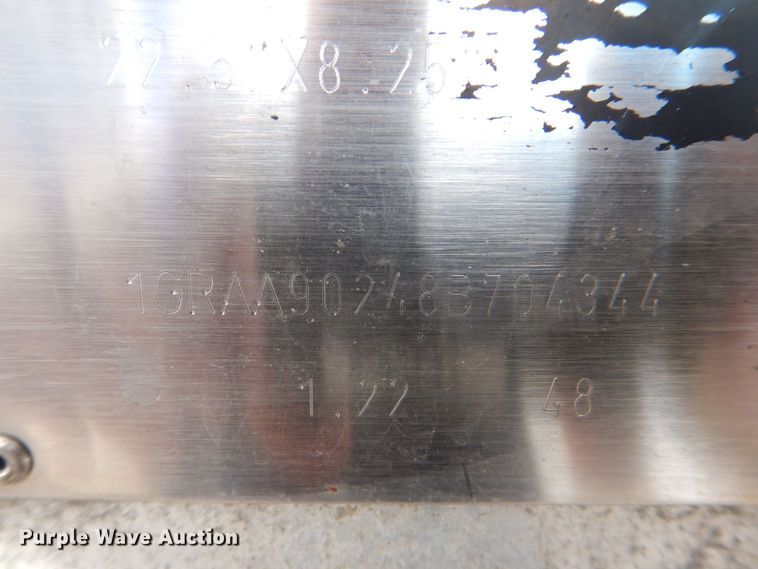 22.5"X8.25"
1GRAA90248B704344
1.22 48
Purple Wave Auction